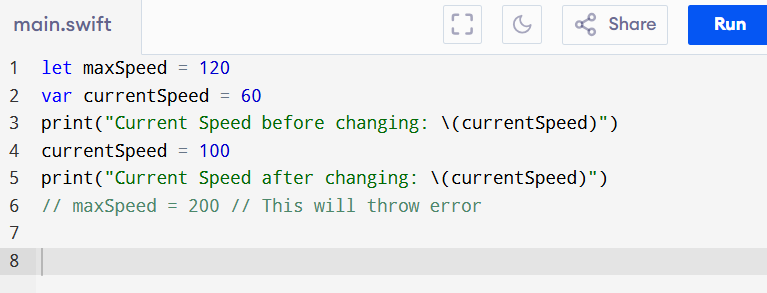 main.swift
Share
Run
1 let maxSpeed = 120
2 var currentSpeed = 60
3 print("Current Speed before changing: \(currentSpeed)")
4 currentSpeed = 100
5 print("Current Speed after changing: \(currentSpeed)")
6 // maxSpeed = 200 // This will throw error
7
8